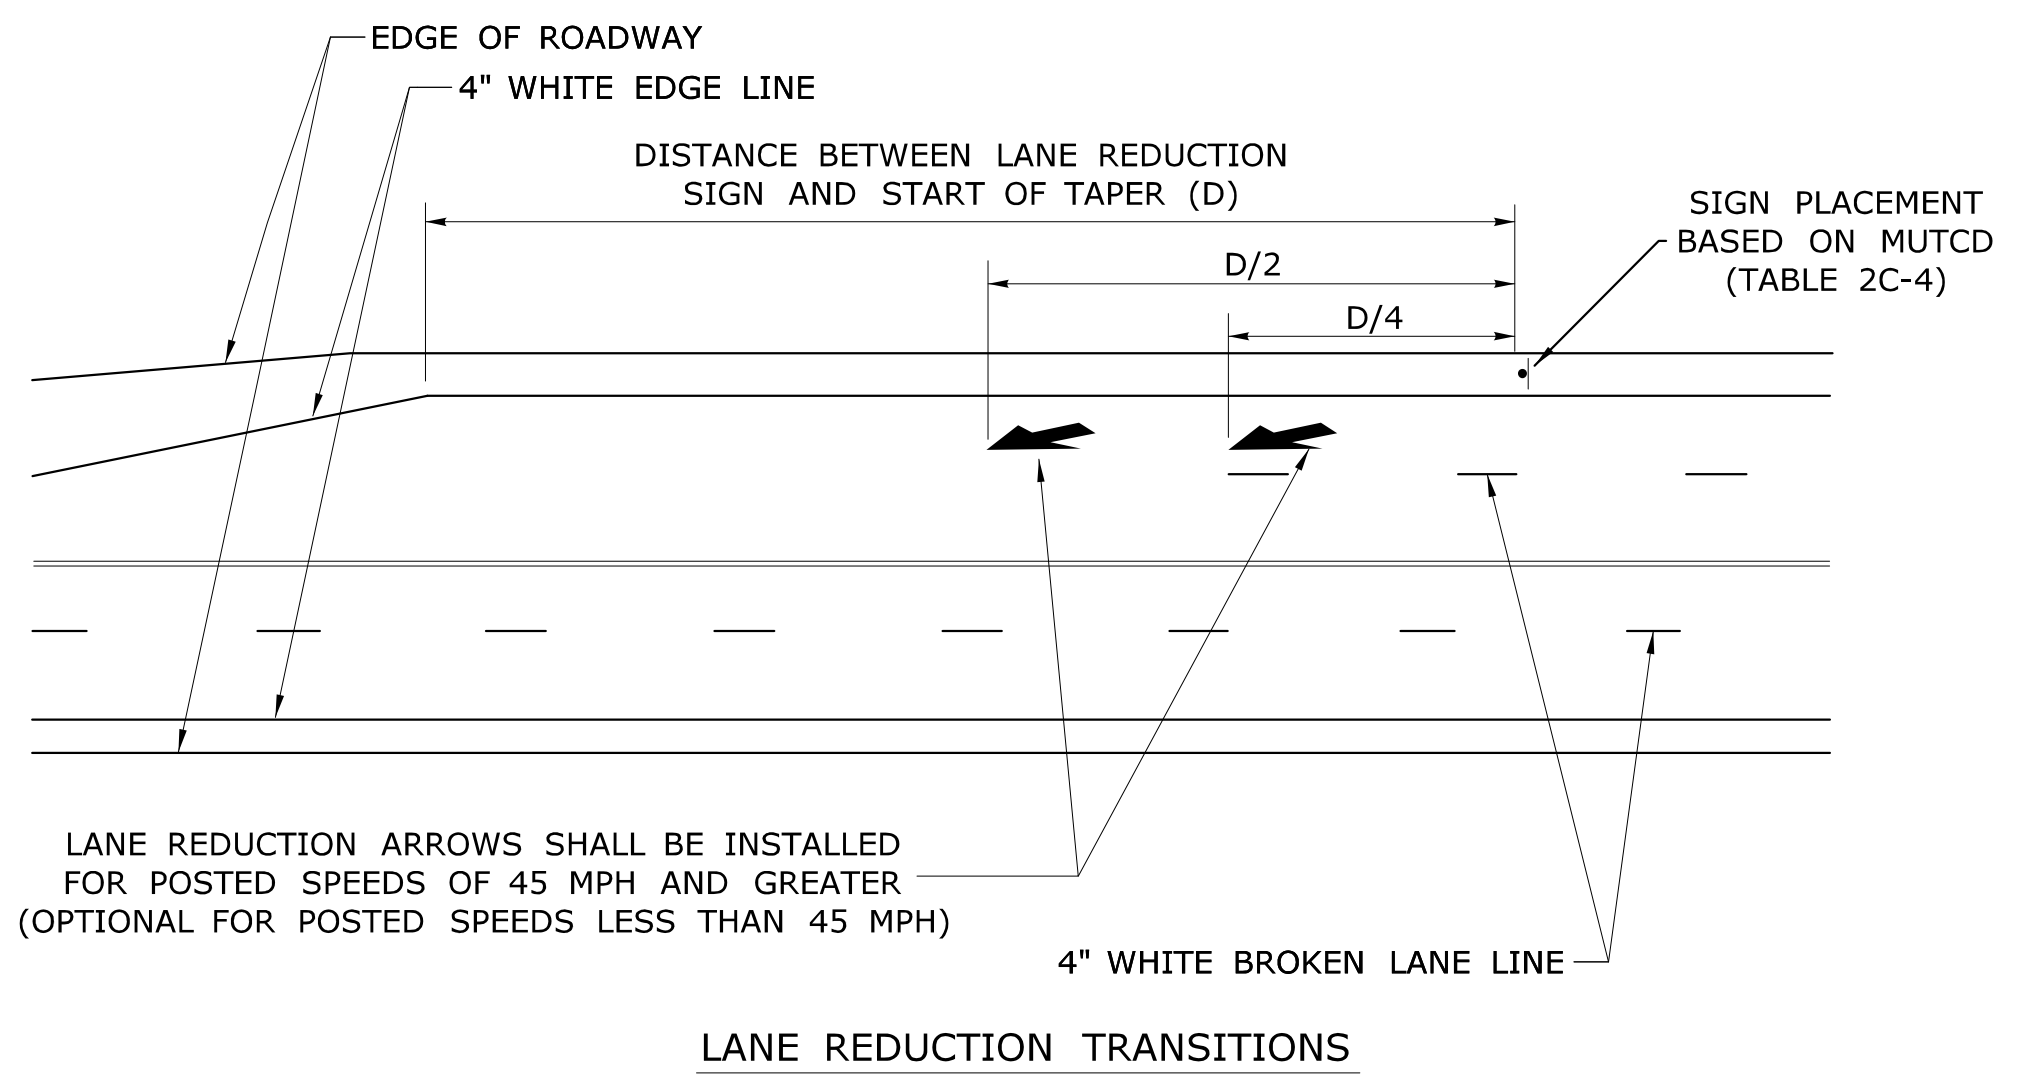 EDGE OF ROADWAY
4" WHITE EDGE LINE
DISTANCE BETWEEN LANE REDUCTION
SIGN AND START OF TAPER (D)
SIGN PLACEMENT
BASED ON MUTCD
(TABLE 2C-4)
D/2
D/4
LANE REDUCTION ARROWS SHALL BE INSTALLED
FOR POSTED SPEEDS OF 45 MPH AND GREATER
(OPTIONAL FOR POSTED SPEEDS LESS THAN 45 MPH)
4" WHITE BROKEN LANE LINE
LANE REDUCTION TRANSITIONS